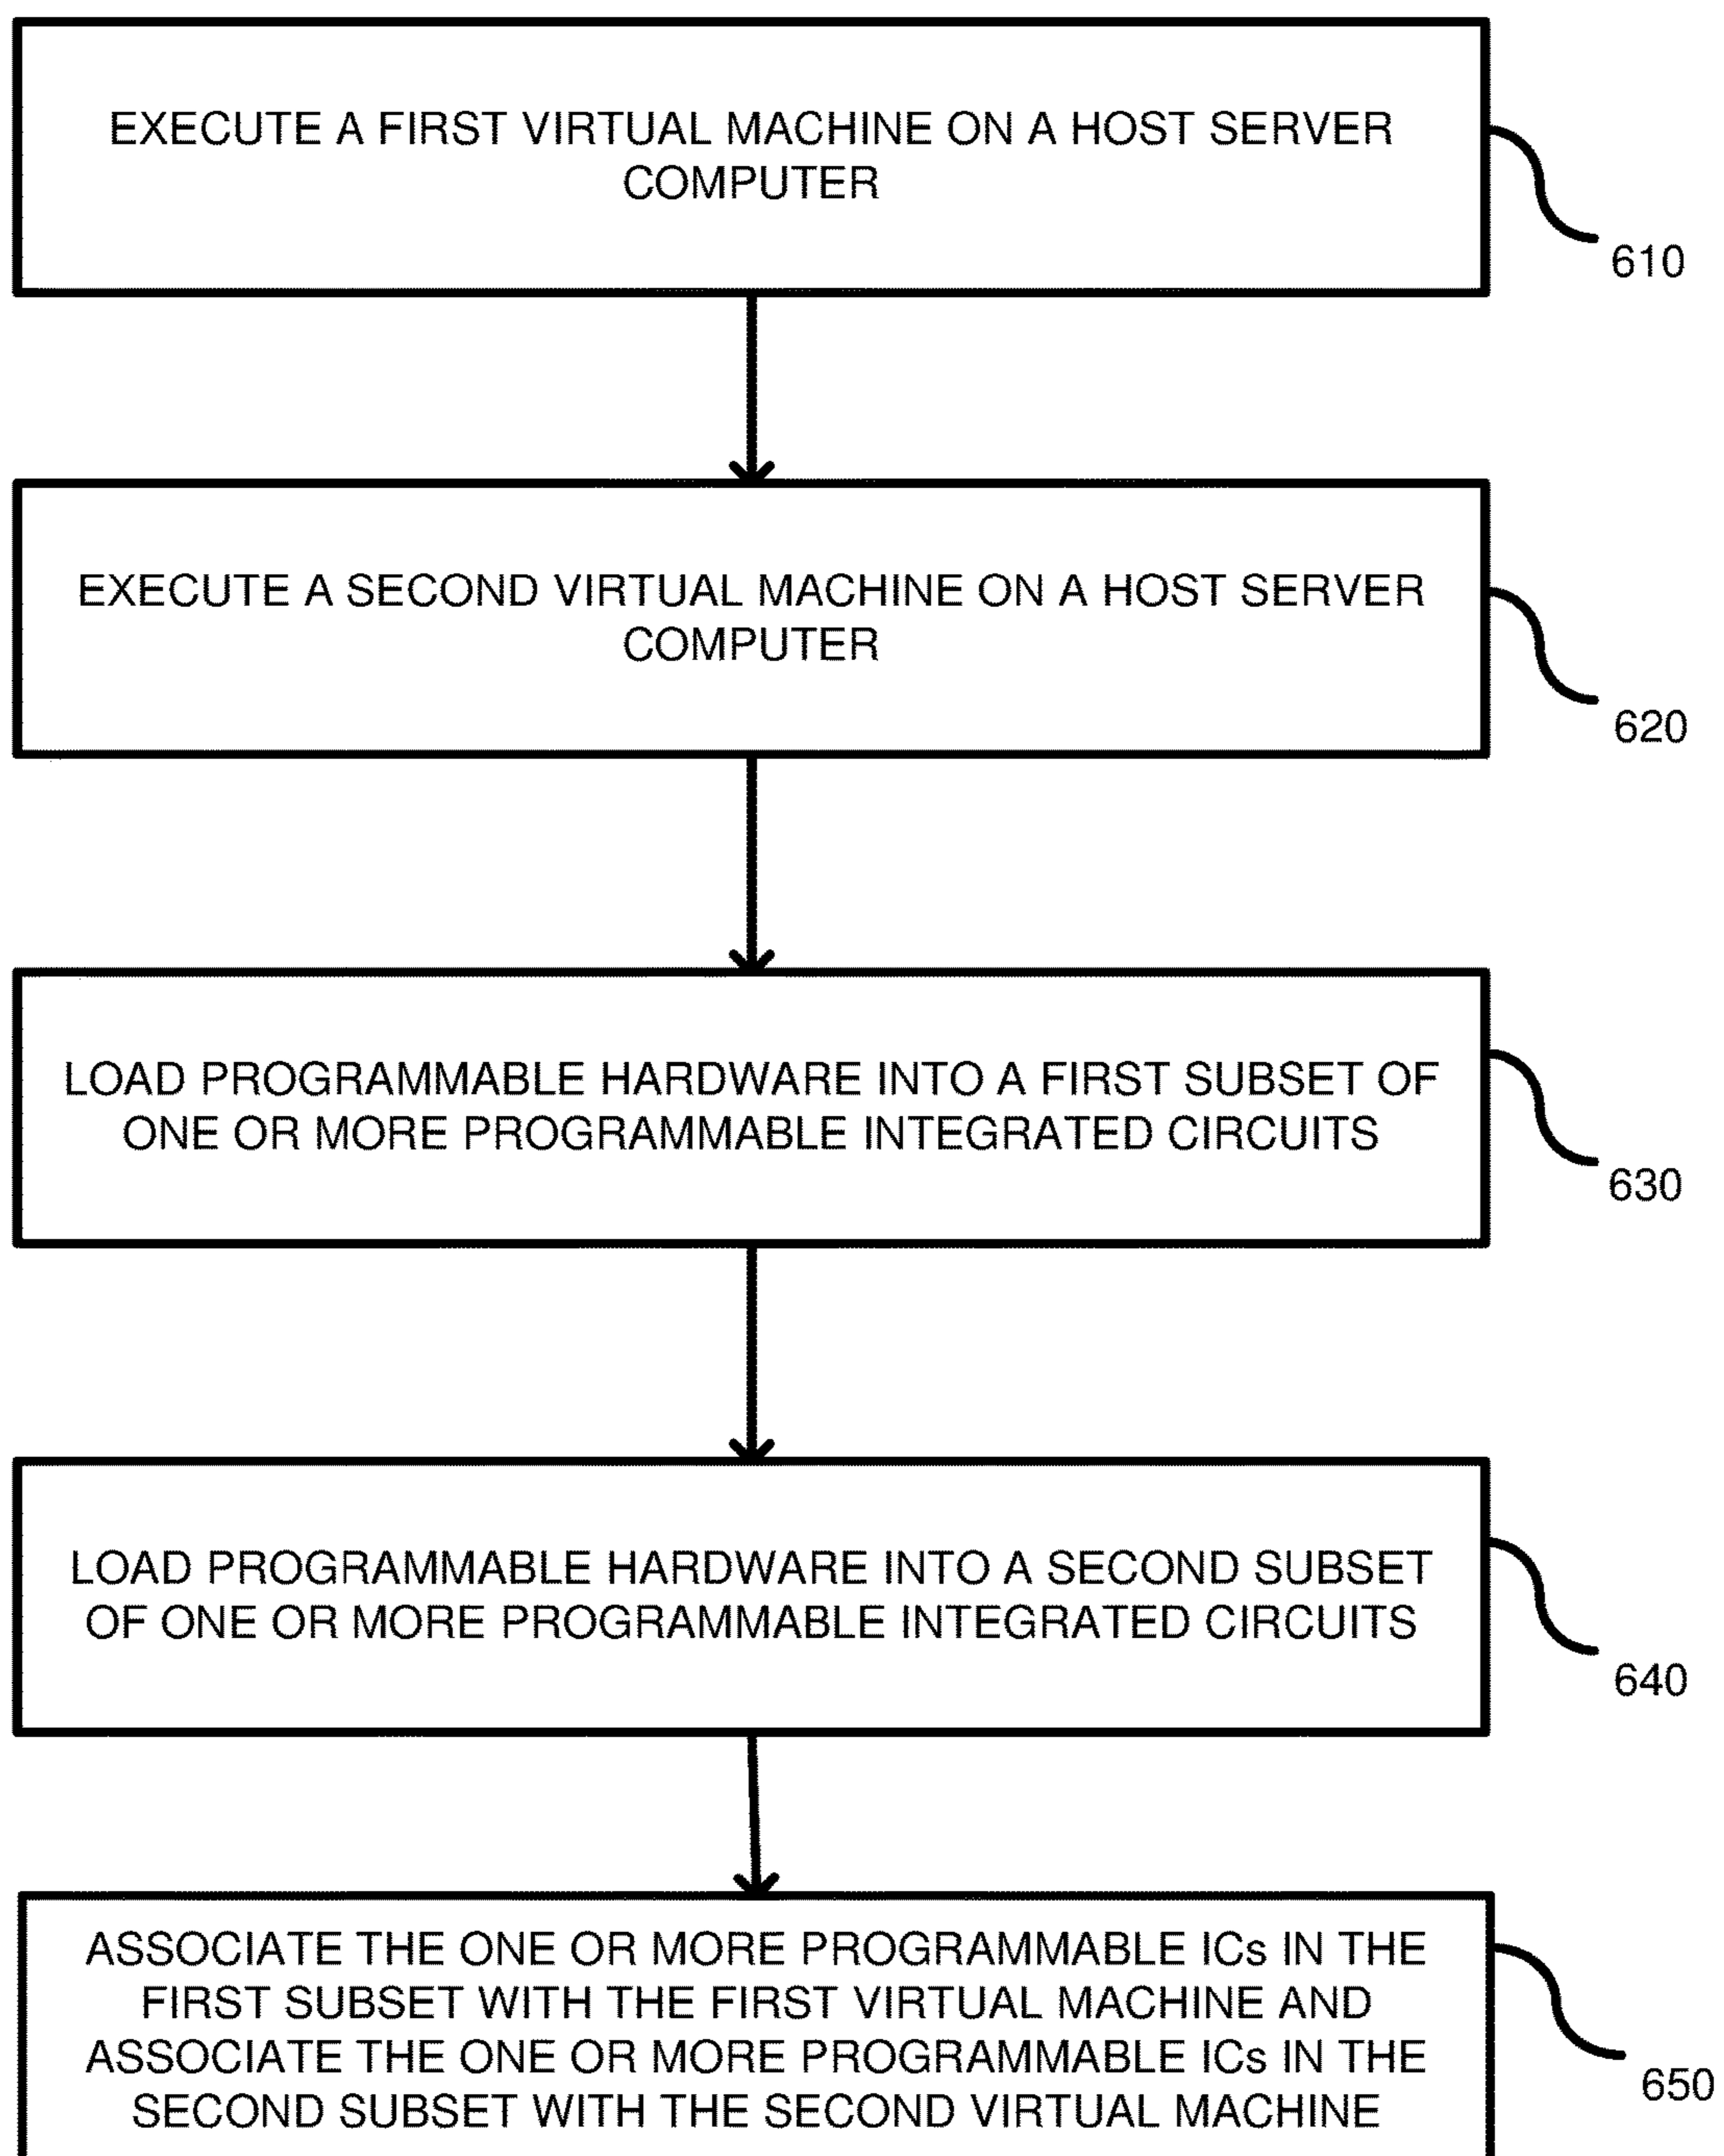 EXECUTE A FIRST VIRTUAL MACHINE ON A HOST SERVER
COMPUTER
610
EXECUTE A SECOND VIRTUAL MACHINE ON A HOST SERVER
COMPUTER
620
LOAD PROGRAMMABLE HARDWARE INTO A FIRST SUBSET OF
ONE OR MORE PROGRAMMABLE INTEGRATED CIRCUITS
630
LOAD PROGRAMMABLE HARDWARE INTO A SECOND SUBSET
OF ONE OR MORE PROGRAMMABLE INTEGRATED CIRCUITS
640
ASSOCIATE THE ONE OR MORE PROGRAMMABLE ICs IN THE
FIRST SUBSET WITH THE FIRST VIRTUAL MACHINE AND
ASSOCIATE THE ONE OR MORE PROGRAMMABLE ICs IN THE
SECOND SUBSET WITH THE SECOND VIRTUAL MACHINE
650